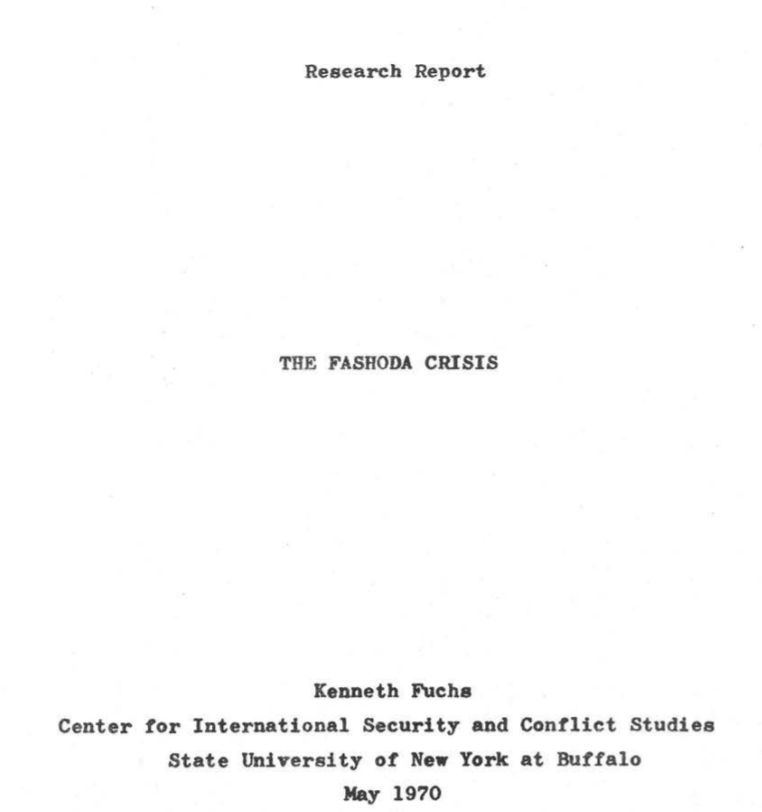 Research Report
THE FASHODA CRISIS
Kenneth Fuchs
Center for International Security and Conflict Studies
State University of New York at Buffalo
May 1970